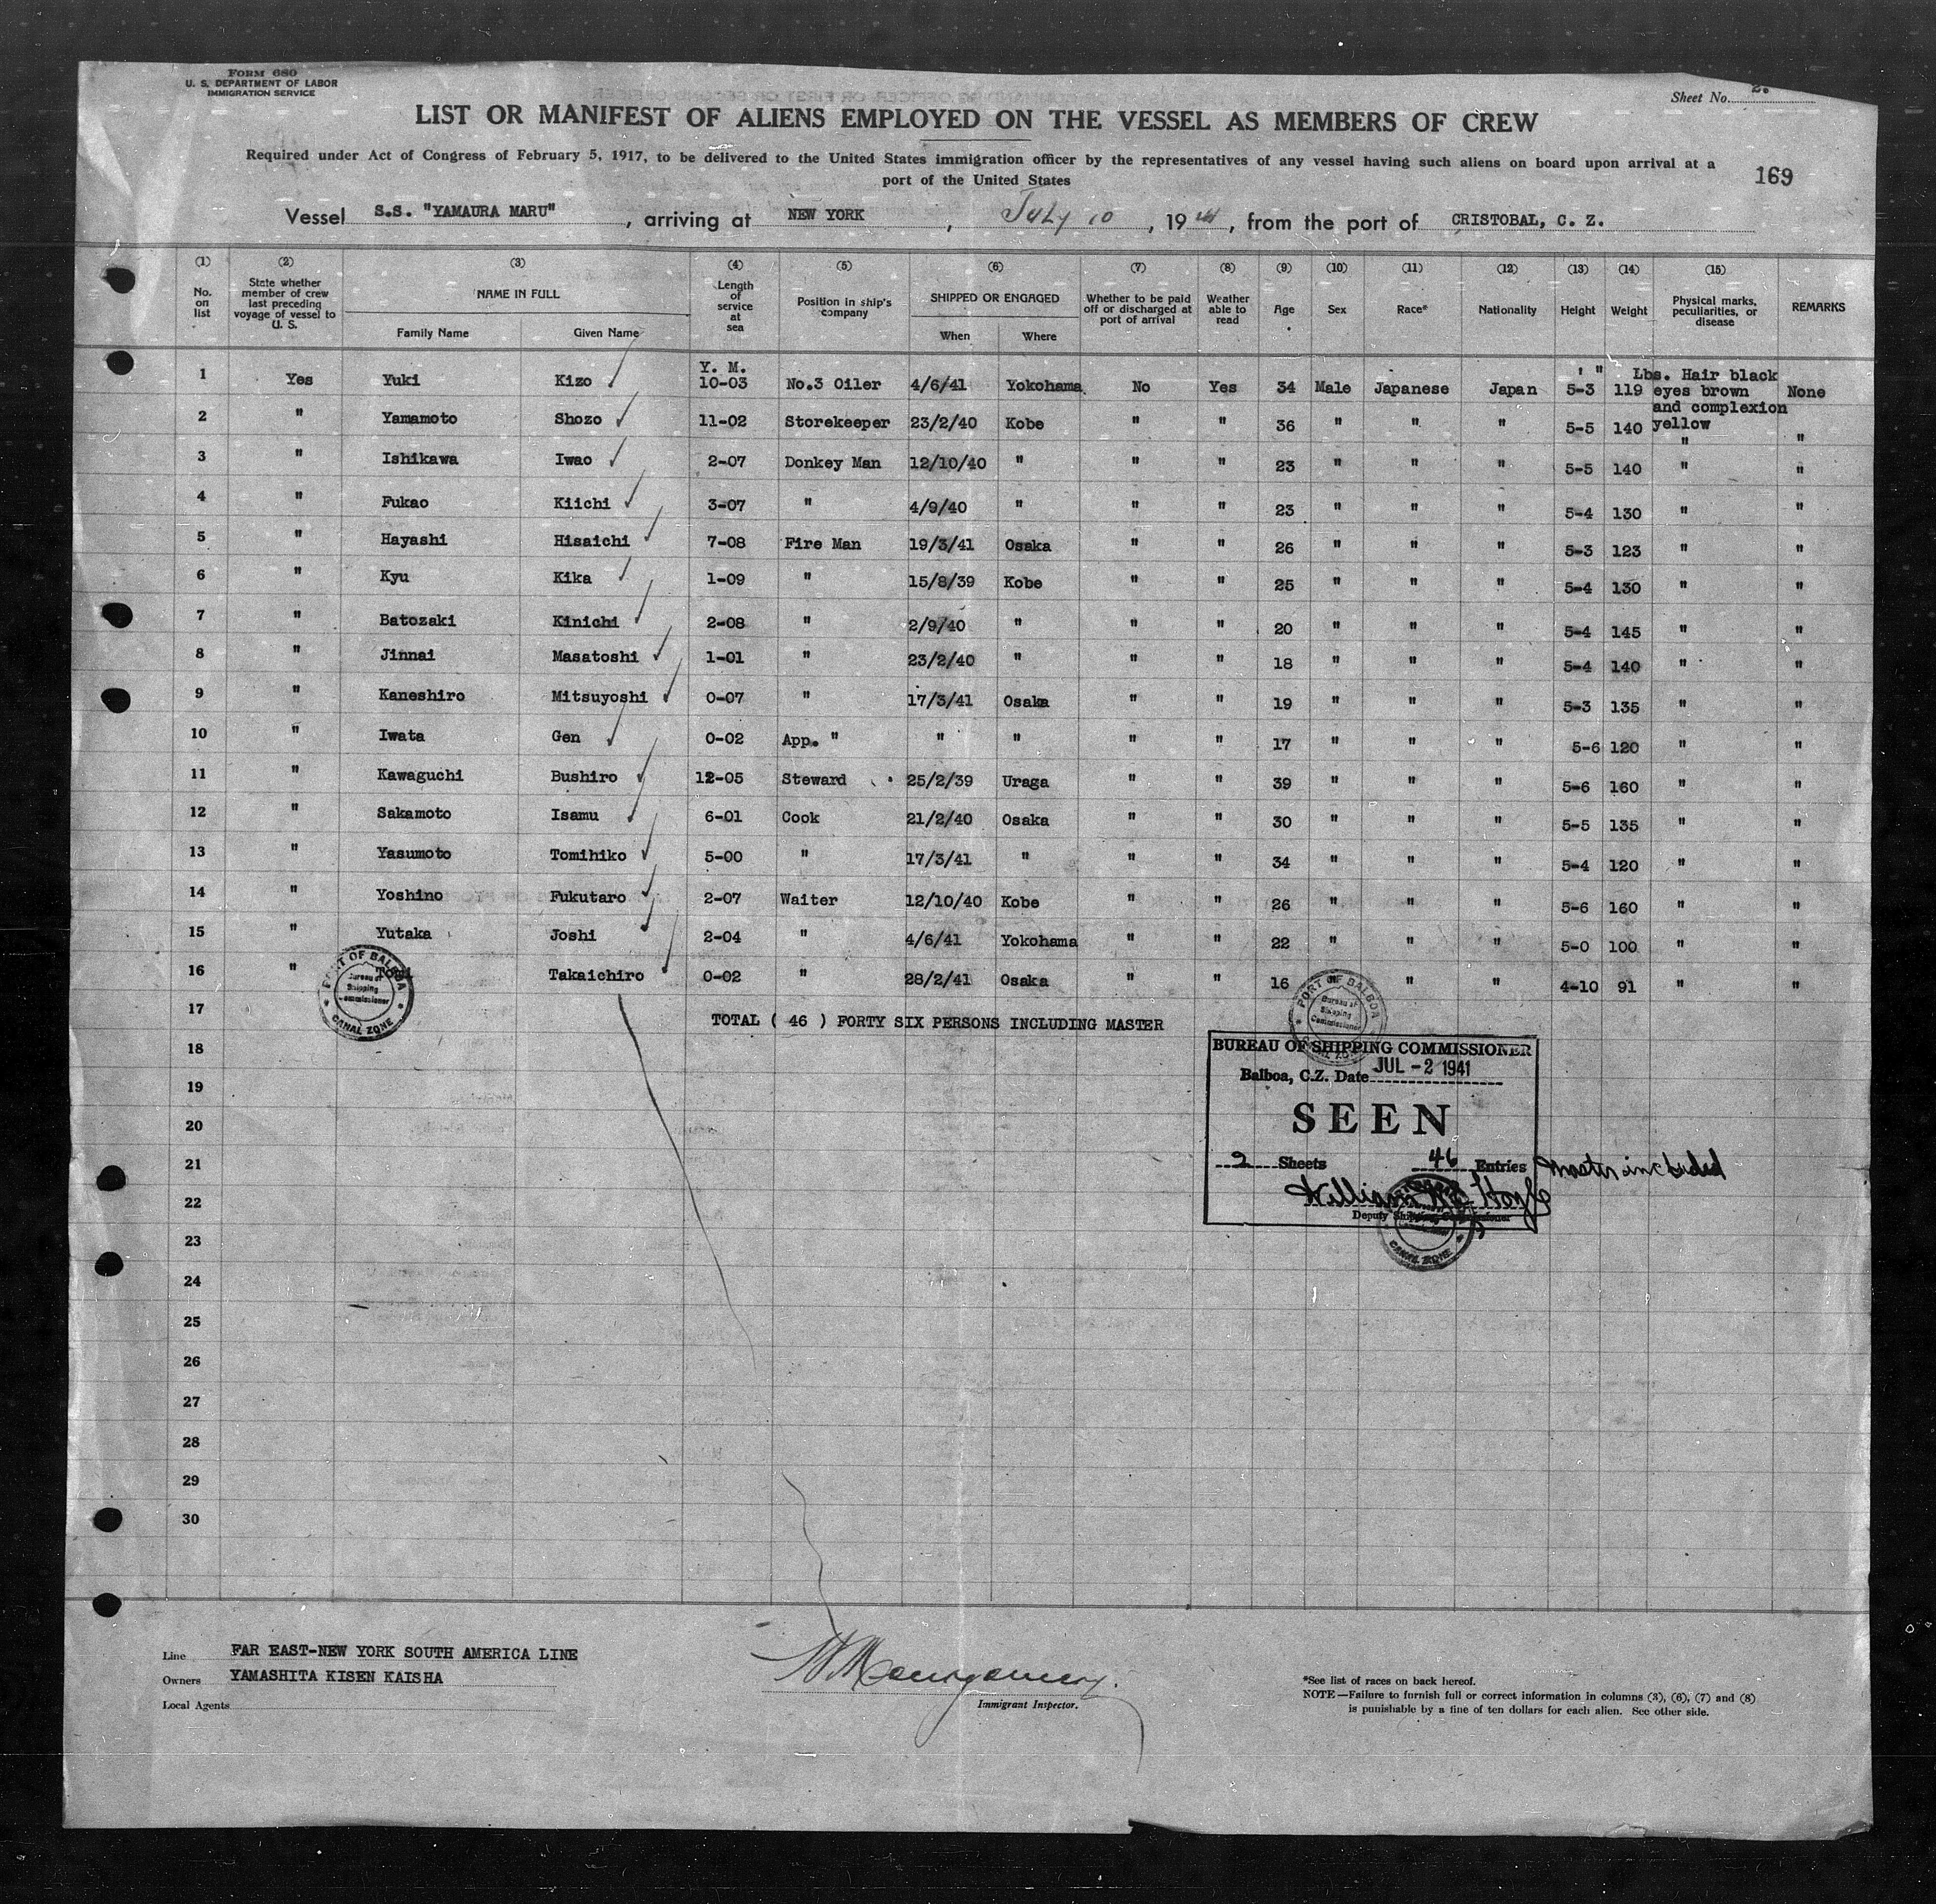 FORM 680
U. S. DEPARTMENT OF LABOR
IMMIGRATION SERVICE
Sheet No. 2.
LIST OR MANIFEST OF ALIENS EMPLOYED ON THE VESSEL AS MEMBERS OF CREW
Required under Act of Congress of February 5, 1917, to be delivered to the United States immigration officer by the representatives of any vessel having such aliens on board upon arrival at a
port of the United States
169
Vessel S.S. "YAMAURA MARU", arriving at NEW YORK, July 10, 1941, from the port of CRISTOBAL, C. Z.
(1) No. on list (2) State whether member of crew last preceding voyage of vessel to U. S. (3) NAME IN FULL Family Name Given Name (4) Length of service at sea (5) Position in ship's company (6) SHIPPED OR ENGAGED When Where (7) Whether to be paid off or discharged at port of arrival (8) Weather able to read (9) Age (10) Sex (11) Race* (12) Nationality (13) Height (14) Weight (15) Physical marks, peculiarities, or disease REMARKS
Y. M. ' " Lbs.
1 Yes Yuki Kizo 10-03 No.3 Oiler 4/6/41 Yokohama No Yes 34 Male Japanese Japan 5-3 119 Hair black eyes brown and complexion yellow None
2 " Yamamoto Shozo 11-02 Storekeeper 23/2/40 Kobe " " 36 " " " 5-5 140 " "
3 " Ishikawa Iwao 2-07 Donkey Man 12/10/40 " " " 23 " " " 5-5 140 " "
4 " Fukao Kiichi 3-07 " 4/9/40 " " " 23 " " " 5-4 130 " "
5 " Hayashi Hisaichi 7-08 Fire Man 19/3/41 Osaka " " 26 " " " 5-3 123 " "
6 " Kyu Kika 1-09 " 15/8/39 Kobe " " 25 " " " 5-4 130 " "
7 " Batozaki Kinichi 2-08 " 2/9/40 " " " 20 " " " 5-4 145 " "
8 " Jinnai Masatoshi 1-01 " 23/2/40 " " " 18 " " " 5-4 140 " "
9 " Kaneshiro Mitsuyoshi 0-07 " 17/3/41 Osaka " " 19 " " " 5-3 135 " "
10 " Iwata Gen 0-02 App. " " " " " 17 " " " 5-6 120 " "
11 " Kawaguchi Bushiro 12-05 Steward 25/2/39 Uraga " " 39 " " " 5-6 160 " "
12 " Sakamoto Isamu 6-01 Cook 21/2/40 Osaka " " 30 " " " 5-5 135 " "
13 " Yasumoto Tomihiko 5-00 " 17/3/41 " " " 34 " " " 5-4 120 " "
14 " Yoshino Fukutaro 2-07 Waiter 12/10/40 Kobe " " 26 " " " 5-6 160 " "
15 " Yutaka Joshi 2-04 " 4/6/41 Yokohama " " 22 " " " 5-0 100 " "
16 " Takaichiro 0-02 " 28/2/41 Osaka " " 16 " " " 4-10 91 " "
PORT OF BALBOA
Bureau of Shipping Commissioner
CANAL ZONE
PORT OF BALBOA
Bureau of Shipping Commissioner
17
TOTAL ( 46 ) FORTY SIX PERSONS INCLUDING MASTER
18
19
20
21
22
23
24
25
26
27
28
29
30
BUREAU OF SHIPPING COMMISSIONER
Balboa, C.Z. Date JUL -2 1941
SEEN
2 Sheets 46 Entries master included
William
Deputy Shipping Commissioner
CANAL ZONE
Line FAR EAST-NEW YORK SOUTH AMERICA LINE
Owners YAMASHITA KISEN KAISHA
Local Agents
Montgomery
Immigrant Inspector.
*See list of races on back hereof.
NOTE—Failure to furnish full or correct information in columns (3), (6), (7) and (8)
is punishable by a fine of ten dollars for each alien. See other side.